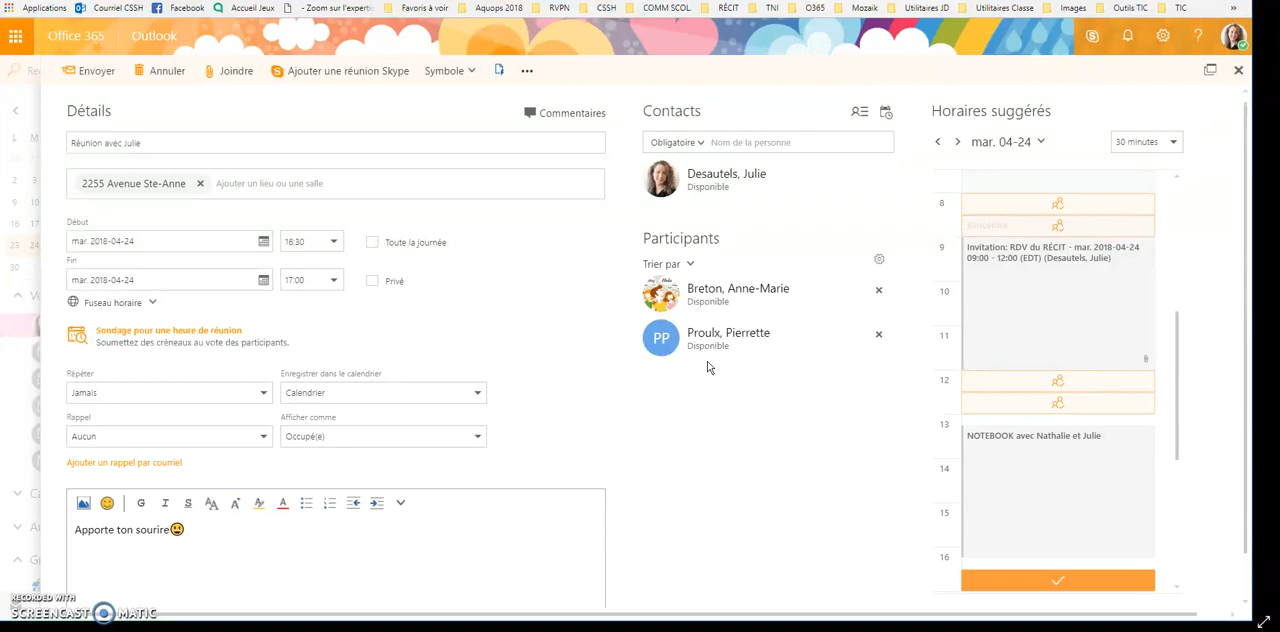 Applications Courriel CSSH Facebook Accueil Jeux - Zoom sur l'experti Favoris à voir Aquops 2018 RVPN CSSH COMM SCOL. RÉCIT TNI O365 Mozaik Utilitaires JD Utilitaires Classe Images Outils TIC TIC »
Office 365 Outlook ?
Envoyer Annuler Joindre Ajouter une réunion Skype Symbole ...
Détails Commentaires
Réunion avec Julie
2255 Avenue Ste-Anne × Ajouter un lieu ou une salle
Début
mar. 2018-04-24 16:30 Toute la journée
Fin
mar. 2018-04-24 17:00 Privé
Fuseau horaire
Sondage pour une heure de réunion
Soumettez des créneaux au vote des participants.
Répéter Enregistrer dans le calendrier
Jamais Calendrier
Rappel Afficher comme
Aucun Occupé(e)
Ajouter un rappel par courriel
G I S
Apporte ton sourire😃
Contacts
Obligatoire Nom de la personne
Desautels, Julie
Disponible
Participants
Trier par
Breton, Anne-Marie
Disponible
PP Proulx, Pierrette
Disponible
Horaires suggérés
mar. 04-24 30 minutes
8
Rencontre
9 Invitation: RDV du RÉCIT - mar. 2018-04-24
09:00 - 12:00 (EDT) (Desautels, Julie)
10
11
12
13
NOTEBOOK avec Nathalie et Julie
14
15
16
RECORDED WITH
SCREENCAST MATIC